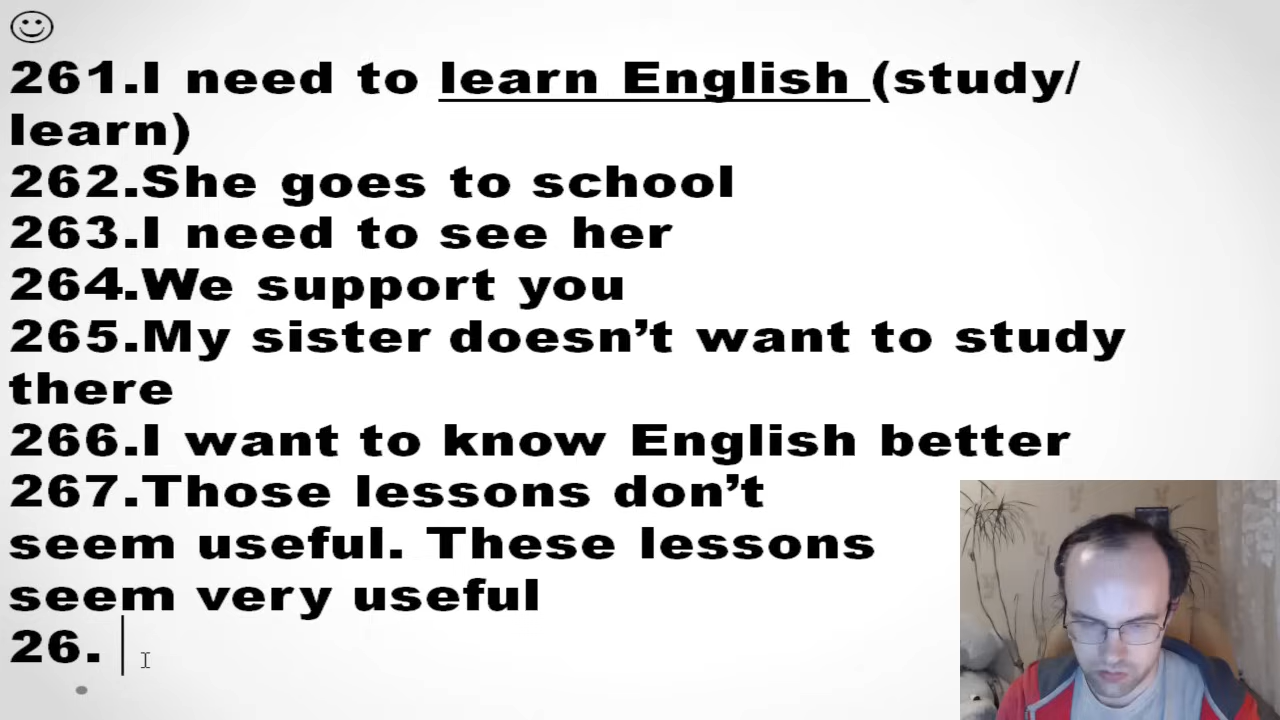 261.I need to learn English (study/
learn)
262.She goes to school
263.I need to see her
264.We support you
265.My sister doesn’t want to study
there
266.I want to know English better
267.Those lessons don’t
seem useful. These lessons
seem very useful
26.